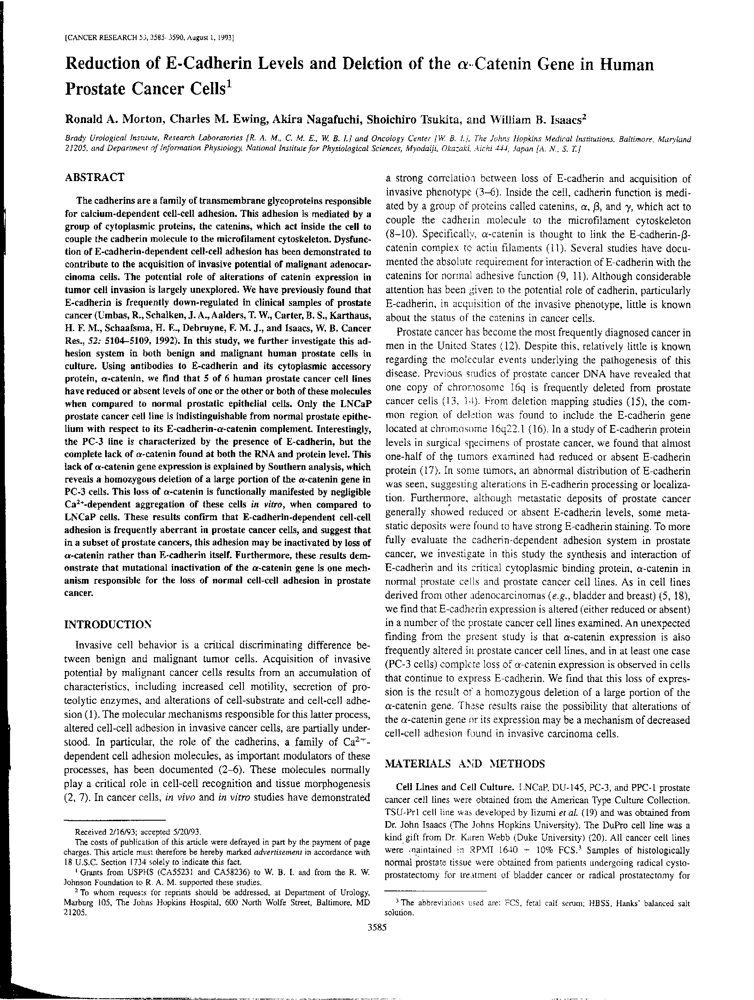 [CANCER RESEARCH 53, 3585-3590, August 1, 1993]
Reduction of E-Cadherin Levels and Deletion of the α-Catenin Gene in Human
Prostate Cancer Cells1
Ronald A. Morton, Charles M. Ewing, Akira Nagafuchi, Shoichiro Tsukita, and William B. Isaacs2
Brady Urological Institute, Research Laboratories [R. A. M., C. M. E., W. B. I.] and Oncology Center [W. B. I.], The Johns Hopkins Medical Institutions, Baltimore, Maryland
21205, and Department of Information Physiology, National Institute for Physiological Sciences, Myodaiji, Okazaki, Aichi 444, Japan [A. N., S. T.]
ABSTRACT
The cadherins are a family of transmembrane glycoproteins responsible
for calcium-dependent cell-cell adhesion. This adhesion is mediated by a
group of cytoplasmic proteins, the catenins, which act inside the cell to
couple the cadherin molecule to the microfilament cytoskeleton. Dysfunc-
tion of E-cadherin-dependent cell-cell adhesion has been demonstrated to
contribute to the acquisition of invasive potential of malignant adenocar-
cinoma cells. The potential role of alterations of catenin expression in
tumor cell invasion is largely unexplored. We have previously found that
E-cadherin is frequently down-regulated in clinical samples of prostate
cancer (Umbas, R., Schalken, J. A., Aalders, T. W., Carter, B. S., Karthaus,
H. F. M., Schaafsma, H. E., Debruyne, F. M. J., and Isaacs, W. B. Cancer
Res., 52: 5104-5109, 1992). In this study, we further investigate this ad-
hesion system in both benign and malignant human prostate cells in
culture. Using antibodies to E-cadherin and its cytoplasmic accessory
protein, α-catenin, we find that 5 of 6 human prostate cancer cell lines
have reduced or absent levels of one or the other or both of these molecules
when compared to normal prostatic epithelial cells. Only the LNCaP
prostate cancer cell line is indistinguishable from normal prostate epithe-
lium with respect to its E-cadherin-α-catenin complement. Interestingly,
the PC-3 line is characterized by the presence of E-cadherin, but the
complete lack of α-catenin found at both the RNA and protein level. This
lack of α-catenin gene expression is explained by Southern analysis, which
reveals a homozygous deletion of a large portion of the α-catenin gene in
PC-3 cells. This loss of α-catenin is functionally manifested by negligible
Ca2+-dependent aggregation of these cells in vitro, when compared to
LNCaP cells. These results confirm that E-cadherin-dependent cell-cell
adhesion is frequently aberrant in prostate cancer cells, and suggest that
in a subset of prostate cancers, this adhesion may be inactivated by loss of
α-catenin rather than E-cadherin itself. Furthermore, these results dem-
onstrate that mutational inactivation of the α-catenin gene is one mech-
anism responsible for the loss of normal cell-cell adhesion in prostate
cancer.
INTRODUCTION
Invasive cell behavior is a critical discriminating difference be-
tween benign and malignant tumor cells. Acquisition of invasive
potential by malignant cancer cells results from an accumulation of
characteristics, including increased cell motility, secretion of pro-
teolytic enzymes, and alterations of cell-substrate and cell-cell adhe-
sion (1). The molecular mechanisms responsible for this latter process,
altered cell-cell adhesion in invasive cancer cells, are partially under-
stood. In particular, the role of the cadherins, a family of Ca2+-
dependent cell adhesion molecules, as important modulators of these
processes, has been documented (2-6). These molecules normally
play a critical role in cell-cell recognition and tissue morphogenesis
(2, 7). In cancer cells, in vivo and in vitro studies have demonstrated
Received 2/16/93; accepted 5/20/93.
The costs of publication of this article were defrayed in part by the payment of page
charges. This article must therefore be hereby marked advertisement in accordance with
18 U.S.C. Section 1734 solely to indicate this fact.
1 Grants from USPHS (CA55231 and CA58236) to W. B. I. and from the R. W.
Johnson Foundation to R. A. M. supported these studies.
2 To whom requests for reprints should be addressed, at Department of Urology,
Marburg 105, The Johns Hopkins Hospital, 600 North Wolfe Street, Baltimore, MD
21205.
a strong correlation between loss of E-cadherin and acquisition of
invasive phenotype (3-6). Inside the cell, cadherin function is medi-
ated by a group of proteins called catenins, α, β, and γ, which act to
couple the cadherin molecule to the microfilament cytoskeleton
(8-10). Specifically, α-catenin is thought to link the E-cadherin-β-
catenin complex to actin filaments (11). Several studies have docu-
mented the absolute requirement for interaction of E-cadherin with the
catenins for normal adhesive function (9, 11). Although considerable
attention has been given to the potential role of cadherin, particularly
E-cadherin, in acquisition of the invasive phenotype, little is known
about the status of the catenins in cancer cells.
Prostate cancer has become the most frequently diagnosed cancer in
men in the United States (12). Despite this, relatively little is known
regarding the molecular events underlying the pathogenesis of this
disease. Previous studies of prostate cancer DNA have revealed that
one copy of chromosome 16q is frequently deleted from prostate
cancer cells (13, 14). From deletion mapping studies (15), the com-
mon region of deletion was found to include the E-cadherin gene
located at chromosome 16q22.1 (16). In a study of E-cadherin protein
levels in surgical specimens of prostate cancer, we found that almost
one-half of the tumors examined had reduced or absent E-cadherin
protein (17). In some tumors, an abnormal distribution of E-cadherin
was seen, suggesting alterations in E-cadherin processing or localiza-
tion. Furthermore, although metastatic deposits of prostate cancer
generally showed reduced or absent E-cadherin levels, some meta-
static deposits were found to have strong E-cadherin staining. To more
fully evaluate the cadherin-dependent adhesion system in prostate
cancer, we investigate in this study the synthesis and interaction of
E-cadherin and its critical cytoplasmic binding protein, α-catenin in
normal prostate cells and prostate cancer cell lines. As in cell lines
derived from other adenocarcinomas (e.g., bladder and breast) (5, 18),
we find that E-cadherin expression is altered (either reduced or absent)
in a number of the prostate cancer cell lines examined. An unexpected
finding from the present study is that α-catenin expression is also
frequently altered in prostate cancer cell lines, and in at least one case
(PC-3 cells) complete loss of α-catenin expression is observed in cells
that continue to express E-cadherin. We find that this loss of expres-
sion is the result of a homozygous deletion of a large portion of the
α-catenin gene. These results raise the possibility that alterations of
the α-catenin gene or its expression may be a mechanism of decreased
cell-cell adhesion found in invasive carcinoma cells.
MATERIALS AND METHODS
Cell Lines and Cell Culture. LNCaP, DU-145, PC-3, and PPC-1 prostate
cancer cell lines were obtained from the American Type Culture Collection.
TSU-Pr1 cell line was developed by Iizumi et al. (19) and was obtained from
Dr. John Isaacs (The Johns Hopkins University). The DuPro cell line was a
kind gift from Dr. Karen Webb (Duke University) (20). All cancer cell lines
were maintained in RPMI 1640 + 10% FCS.3 Samples of histologically
normal prostate tissue were obtained from patients undergoing radical cysto-
prostatectomy for treatment of bladder cancer or radical prostatectomy for
3 The abbreviations used are: FCS, fetal calf serum; HBSS, Hanks' balanced salt
solution.
3585